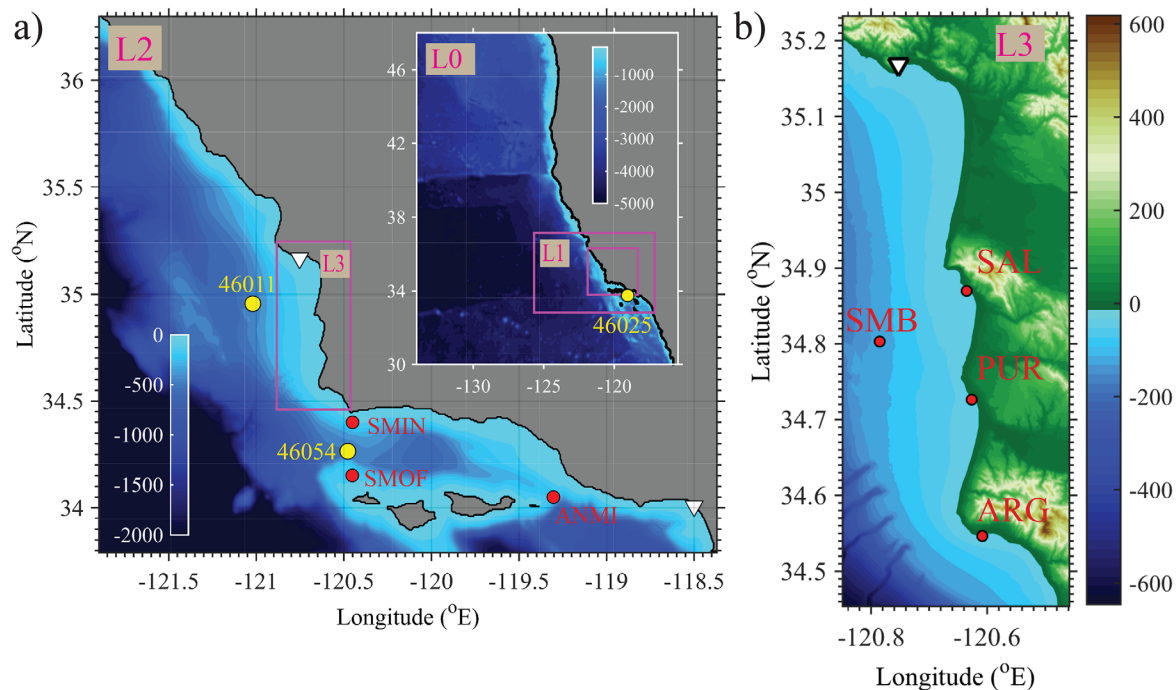 a)
L2
L0
L1
L3
46011
46025
46054
SMIN
SMOF
ANMI
-1000
-2000
-3000
-4000
-5000
46
42
38
34
30
-130
-125
-120
0
-500
-1000
-1500
-2000
36
35.5
35
34.5
34
Latitude (°N)
-121.5
-121
-120.5
-120
-119.5
-119
-118.5
Longitude (°E)
b)
L3
SAL
SMB
PUR
ARG
35.2
35.1
35
34.9
34.8
34.7
34.6
34.5
Latitude (°N)
-120.8
-120.6
Longitude (°E)
600
400
200
0
-200
-400
-600